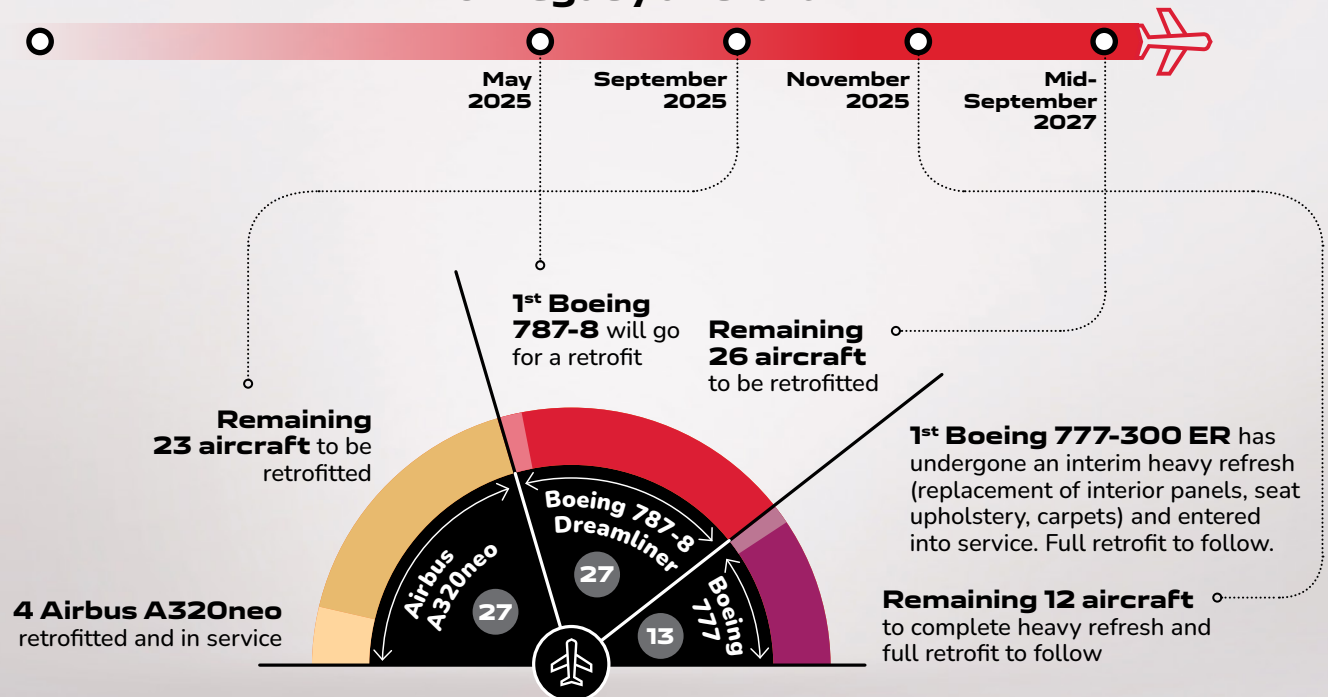 May
2025
September
2025
November
2025
Mid-
September
2027
1st Boeing
787-8 will go
for a retrofit
Remaining
26 aircraft
to be retrofitted
Remaining
23 aircraft to be
retrofitted
1st Boeing 777-300 ER has
undergone an interim heavy refresh
(replacement of interior panels, seat
upholstery, carpets) and entered
into service. Full retrofit to follow.
4 Airbus A320neo
retrofitted and in service
Airbus
A320neo
27
Boeing 787-8
Dreamliner
27
Boeing
777
13
Remaining 12 aircraft
to complete heavy refresh and
full retrofit to follow